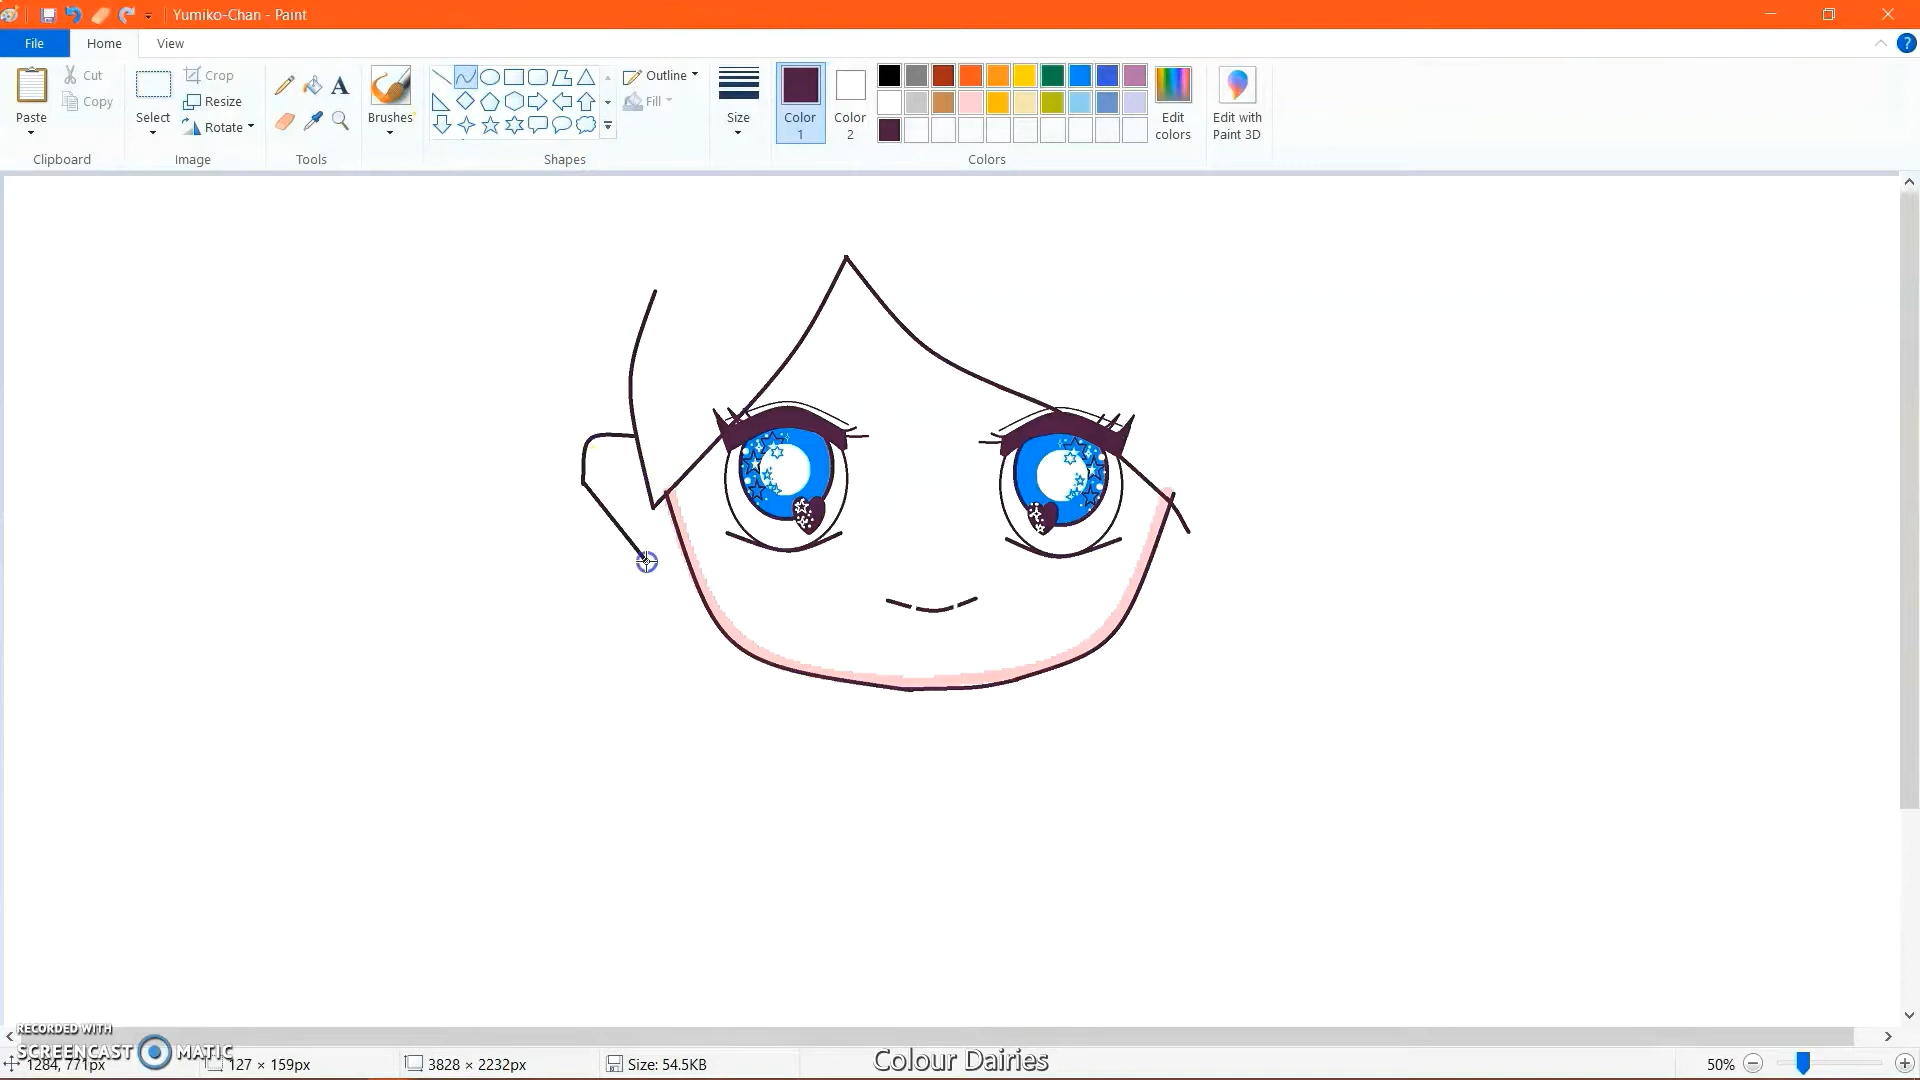 Yumiko-Chan - Paint
File Home View
Paste
Cut
Copy
Clipboard
Select
Crop
Resize
Rotate
Image
Tools
Brushes
Outline
Fill
Shapes
Size
Color 1
Color 2
Edit colors
Colors
Edit with Paint 3D
RECORDED WITH
SCREENCAST MATIC
1284, 771px
127 × 159px
3828 × 2232px
Size: 54.5KB
Colour Dairies
50%